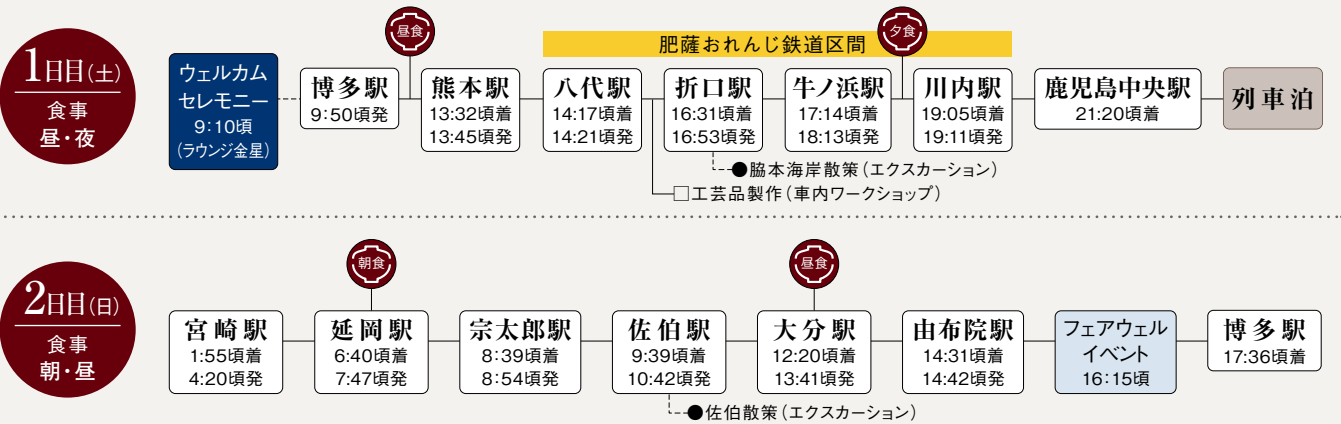 1日目(土)
食事
昼・夜
ウェルカム
セレモニー
9:10頃
(ラウンジ金星)
博多駅
9:50頃発
昼食
熊本駅
13:32頃着
13:45頃発
肥薩おれんじ鉄道区間
八代駅
14:17頃着
14:21頃発
折口駅
16:31頃着
16:53頃発
牛ノ浜駅
17:14頃着
18:13頃発
夕食
川内駅
19:05頃着
19:11頃発
鹿児島中央駅
21:20頃着
列車泊
●脇本海岸散策(エクスカーション)
□工芸品製作(車内ワークショップ)
2日目(日)
食事
朝・昼
宮崎駅
1:55頃着
4:20頃発
朝食
延岡駅
6:40頃着
7:47頃発
宗太郎駅
8:39頃着
8:54頃発
佐伯駅
9:39頃着
10:42頃発
昼食
大分駅
12:20頃着
13:41頃発
由布院駅
14:31頃着
14:42頃発
フェアウェル
イベント
16:15頃
博多駅
17:36頃着
●佐伯散策(エクスカーション)